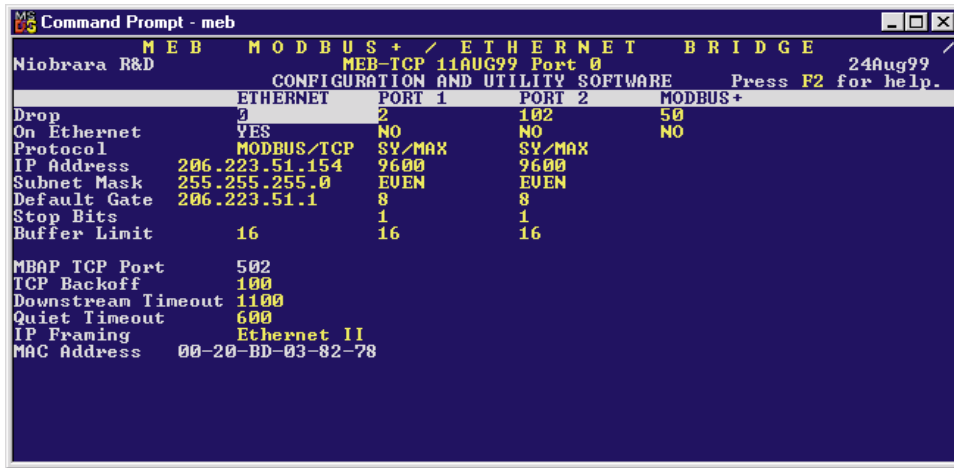 Command Prompt - meb
M E B M O D B U S + / E T H E R N E T B R I D G E /
Niobrara R&D MEB-TCP 11AUG99 Port 0 24Aug99
CONFIGURATION AND UTILITY SOFTWARE Press F2 for help.
ETHERNET PORT 1 PORT 2 MODBUS+
Drop 0 2 102 50
On Ethernet YES NO NO NO
Protocol MODBUS/TCP SY/MAX SY/MAX
IP Address 206.223.51.154 9600 9600
Subnet Mask 255.255.255.0 EVEN EVEN
Default Gate 206.223.51.1 8 8
Stop Bits 1 1
Buffer Limit 16 16 16
MBAP TCP Port 502
TCP Backoff 100
Downstream Timeout 1100
Quiet Timeout 600
IP Framing Ethernet II
MAC Address 00-20-BD-03-82-78